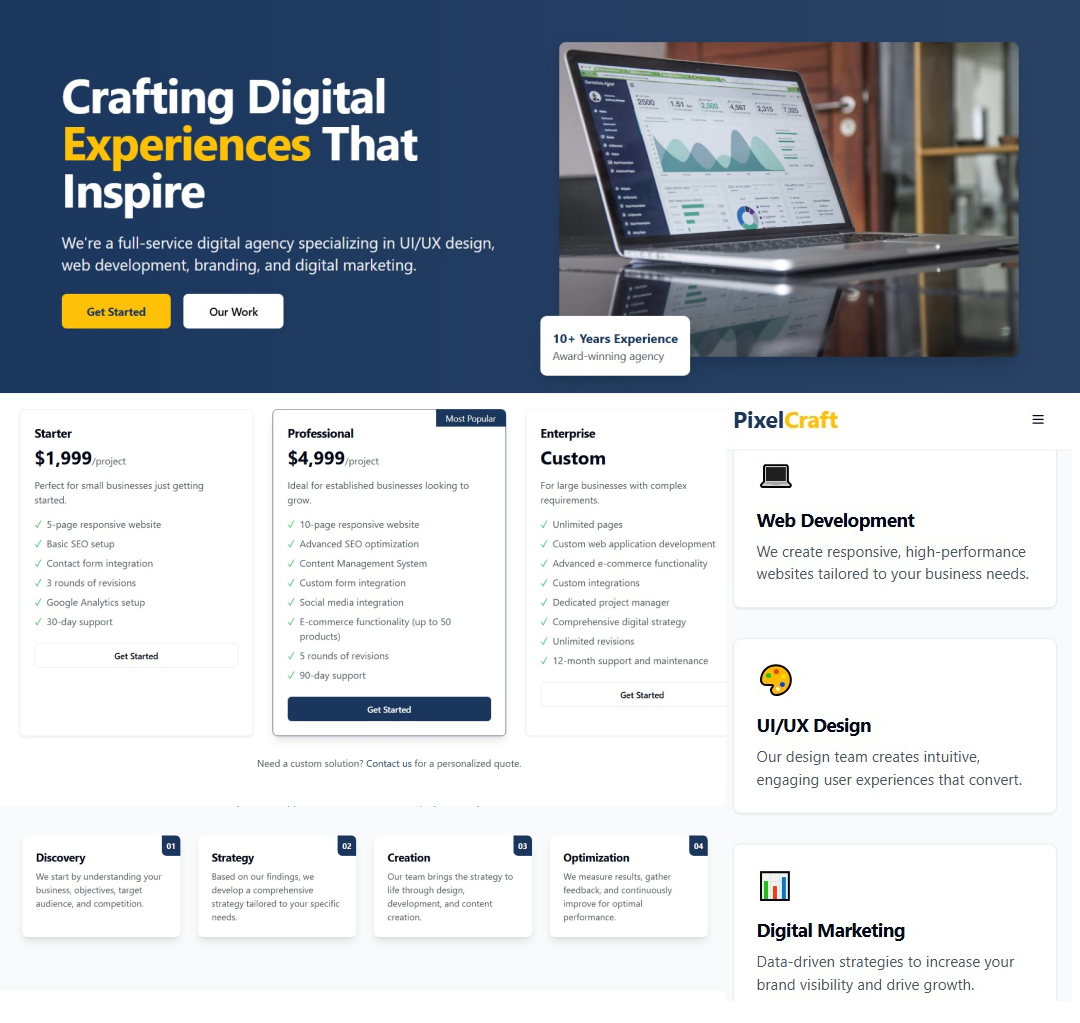 Crafting Digital
Experiences That
Inspire
We're a full-service digital agency specializing in UI/UX design,
web development, branding, and digital marketing.
Get Started
Our Work
2500
1.51
2,500
4,567
2,315
7,325
10+ Years Experience
Award-winning agency
Starter
$1,999/project
Perfect for small businesses just getting
started.
✓ 5-page responsive website
✓ Basic SEO setup
✓ Contact form integration
✓ 3 rounds of revisions
✓ Google Analytics setup
✓ 30-day support
Get Started
Most Popular
Professional
$4,999/project
Ideal for established businesses looking to
grow.
✓ 10-page responsive website
✓ Advanced SEO optimization
✓ Content Management System
✓ Custom form integration
✓ Social media integration
✓ E-commerce functionality (up to 50
products)
✓ 5 rounds of revisions
✓ 90-day support
Get Started
Enterprise
Custom
For large businesses with complex
requirements.
✓ Unlimited pages
✓ Custom web application development
✓ Advanced e-commerce functionality
✓ Custom integrations
✓ Dedicated project manager
✓ Comprehensive digital strategy
✓ Unlimited revisions
✓ 12-month support and maintenance
Get Started
Need a custom solution? Contact us for a personalized quote.
01
Discovery
We start by understanding your
business, objectives, target
audience, and competition.
02
Strategy
Based on our findings, we
develop a comprehensive
strategy tailored to your specific
needs.
03
Creation
Our team brings the strategy to
life through design,
development, and content
creation.
04
Optimization
We measure results, gather
feedback, and continuously
improve for optimal
performance.
PixelCraft
Web Development
We create responsive, high-performance
websites tailored to your business needs.
UI/UX Design
Our design team creates intuitive,
engaging user experiences that convert.
Digital Marketing
Data-driven strategies to increase your
brand visibility and drive growth.